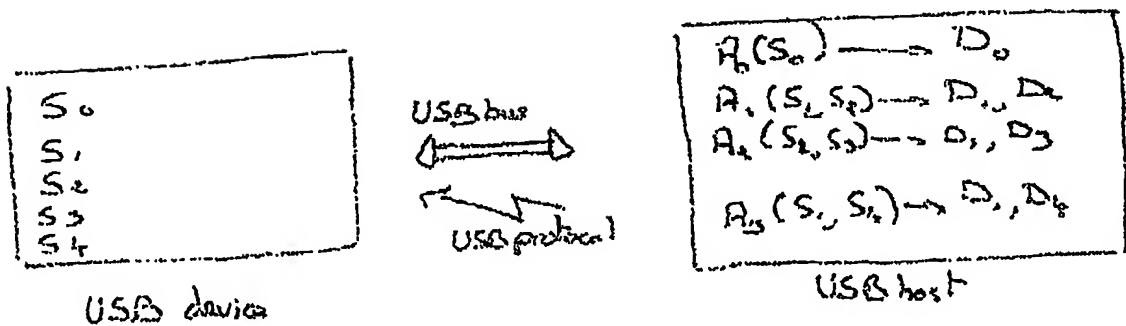 S0
S1
S2
S3
S4
USB device
USB bus
USB protocol
A0(S0) → D0
A1(S1, S2) → D1, D2
A2(S2, S3) → D2, D3
A3(S1, S4) → D1, D4
USB host